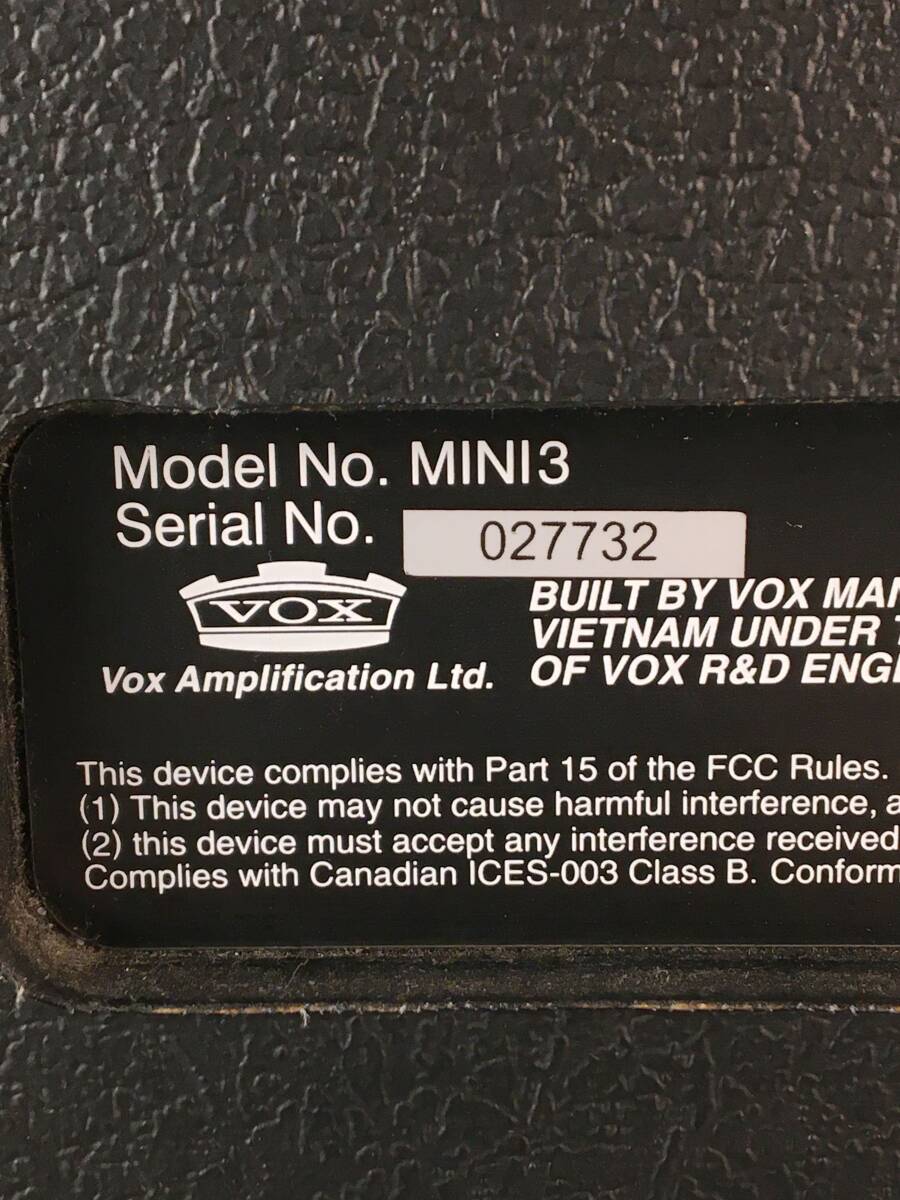 Model No. MINI3
Serial No. 027732
VOX
Vox Amplification Ltd.
BUILT BY VOX MAN
VIETNAM UNDER
OF VOX R&D ENGI
This device complies with Part 15 of the FCC Rules.
(1) This device may not cause harmful interference, a
(2) this device must accept any interference received
Complies with Canadian ICES-003 Class B. Conform